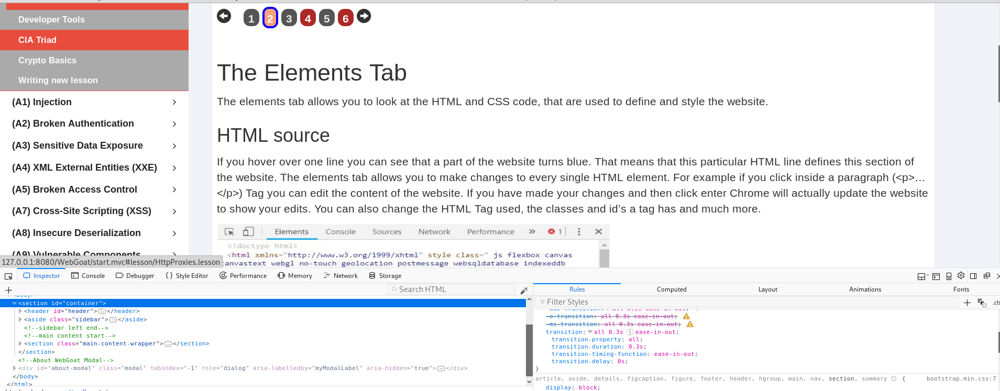 Developer Tools
CIA Triad
Crypto Basics
Writing new lesson
(A1) Injection
(A2) Broken Authentication
(A3) Sensitive Data Exposure
(A4) XML External Entities (XXE)
(A5) Broken Access Control
(A7) Cross-Site Scripting (XSS)
(A8) Insecure Deserialization
(A9) Vulnerable Components
127.0.0.1:8080/WebGoat/start.mvc#lesson/HttpProxies.lesson
1 2 3 4 5 6
The Elements Tab
The elements tab allows you to look at the HTML and CSS code, that are used to define and style the website.
HTML source
If you hover over one line you can see that a part of the website turns blue. That means that this particular HTML line defines this section of
the website. The elements tab allows you to make changes to every single HTML element. For example if you click inside a paragraph (<p>…
</p>) Tag you can edit the content of the website. If you have made your changes and then click enter Chrome will actually update the website
to show your edits. You can also change the HTML Tag used, the classes and id’s a tag has and much more.
Elements Console Sources Network Performance » 1
<!doctype html>
<html xmlns="http://www.w3.org/1999/xhtml" style class=" js flexbox canvas
canvastext webgl no-touch geolocation postmessage websqldatabase indexeddb
Inspector Console Debugger {} Style Editor Performance Memory Network Storage
+ Search HTML
<body>
<section id="container">
<header id="header">…</header>
<aside class="sidebar">…</aside>
<!--sidebar left end-->
<!--main content start-->
<section class="main-content-wrapper">…</section>
</section>
<!--About WebGoat Modal-->
<div id="about-modal" class="modal" tabindex="-1" role="dialog" aria-labelledby="myModalLabel" aria-hidden="true">…</div>
</body>
</html>
Rules Computed Layout Animations Fonts
Filter Styles + .cls
-moz-transition: all 0.3s ease-in-out;
-o-transition: all 0.3s ease-in-out;
-ms-transition: all 0.3s ease-in-out;
transition: all 0.3s ease-in-out;
transition-property: all;
transition-duration: 0.3s;
transition-timing-function: ease-in-out;
transition-delay: 0s;
}
article, aside, details, figcaption, figure, footer, header, hgroup, main, nav, section, summary { bootstrap.min.css:7
display: block;